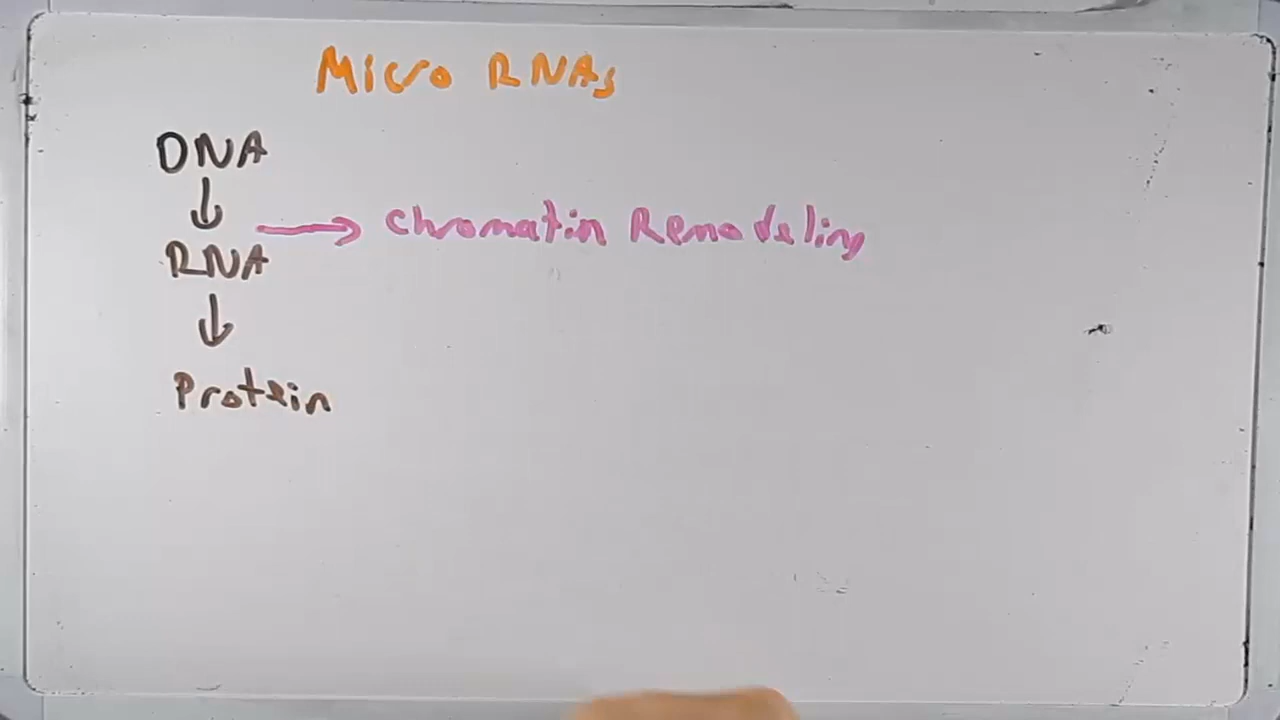 Micro RNAs
DNA
↓
→ Chromatin Remodeling
RNA
↓
Protein